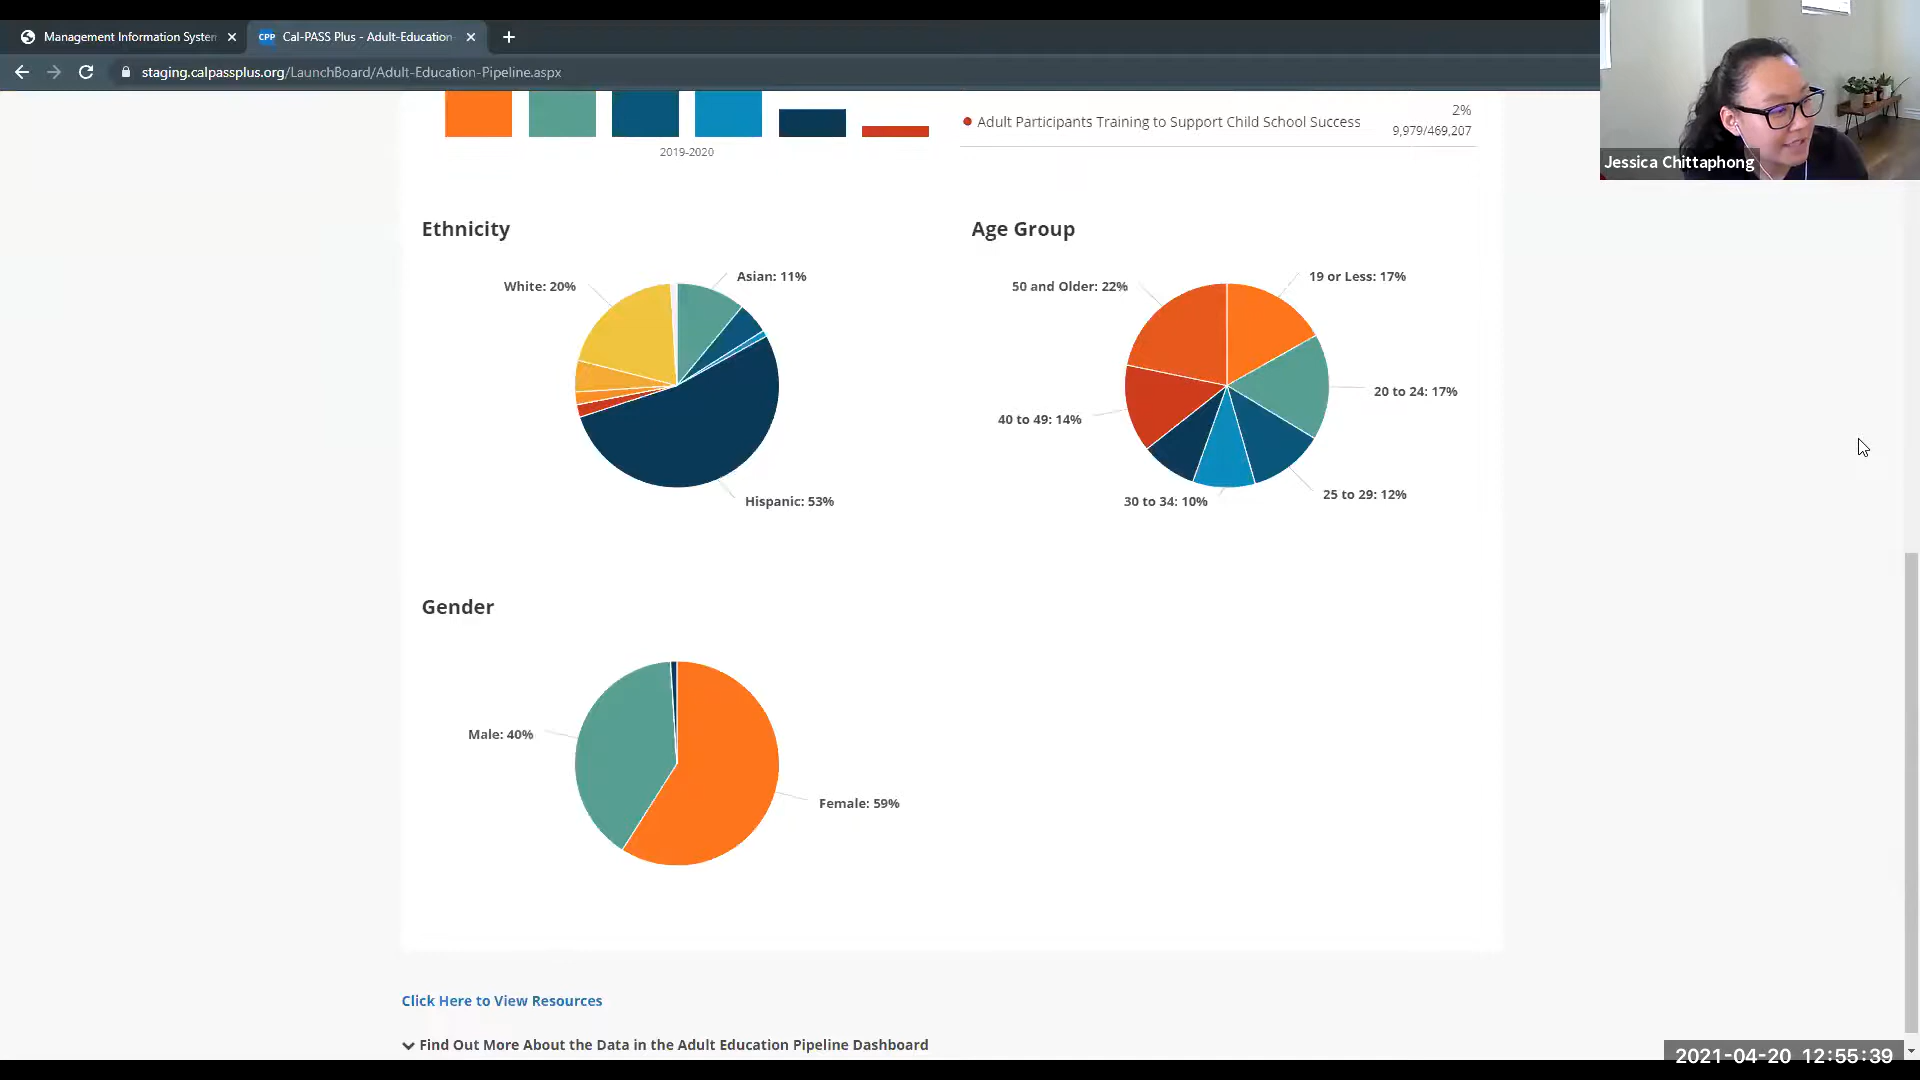 Management Information System
CPP Cal-PASS Plus - Adult-Education-
staging.calpassplus.org/LaunchBoard/Adult-Education-Pipeline.aspx
Jessica Chittaphong
2019-2020
Adult Participants Training to Support Child School Success
2%
9,979/469,207
Ethnicity
White: 20%
Asian: 11%
Hispanic: 53%
Age Group
50 and Older: 22%
19 or Less: 17%
20 to 24: 17%
40 to 49: 14%
25 to 29: 12%
30 to 34: 10%
Gender
Male: 40%
Female: 59%
Click Here to View Resources
Find Out More About the Data in the Adult Education Pipeline Dashboard
2021-04-20 12:55:39